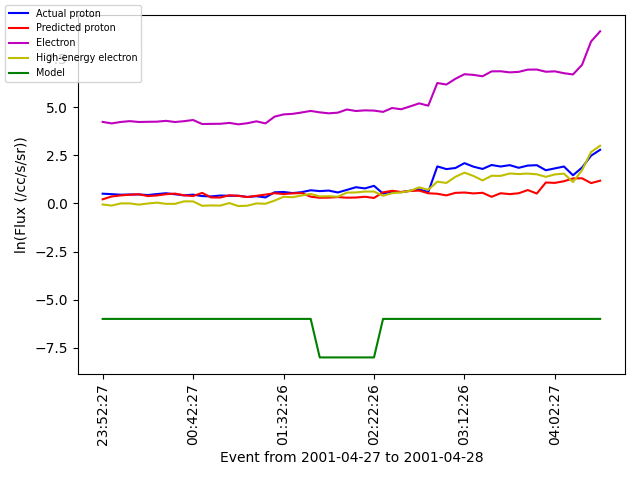 Actual proton
Predicted proton
Electron
High-energy electron
Model
5.0
2.5
0.0
−2.5
−5.0
−7.5
ln(Flux (/cc/s/sr))
23:52:27
00:42:27
01:32:26
02:22:26
03:12:26
04:02:27
Event from 2001-04-27 to 2001-04-28